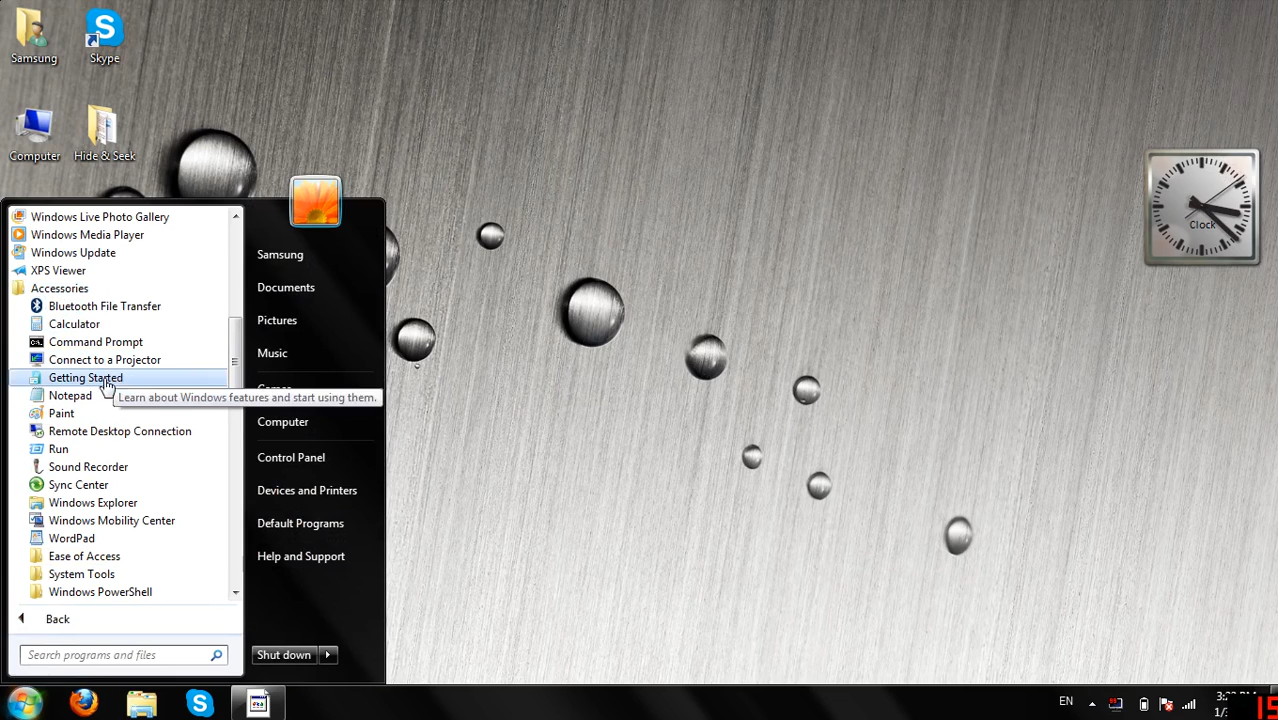 Samsung
Skype
Computer
Hide & Seek
Clock
Windows Live Photo Gallery
Windows Media Player
Windows Update
XPS Viewer
Accessories
Bluetooth File Transfer
Calculator
Command Prompt
Connect to a Projector
Getting Started
Learn about Windows features and start using them.
Notepad
Paint
Remote Desktop Connection
Run
Sound Recorder
Sync Center
Windows Explorer
Windows Mobility Center
WordPad
Ease of Access
System Tools
Windows PowerShell
Back
Search programs and files
Samsung
Documents
Pictures
Music
Computer
Control Panel
Devices and Printers
Default Programs
Help and Support
Shut down
EN
15